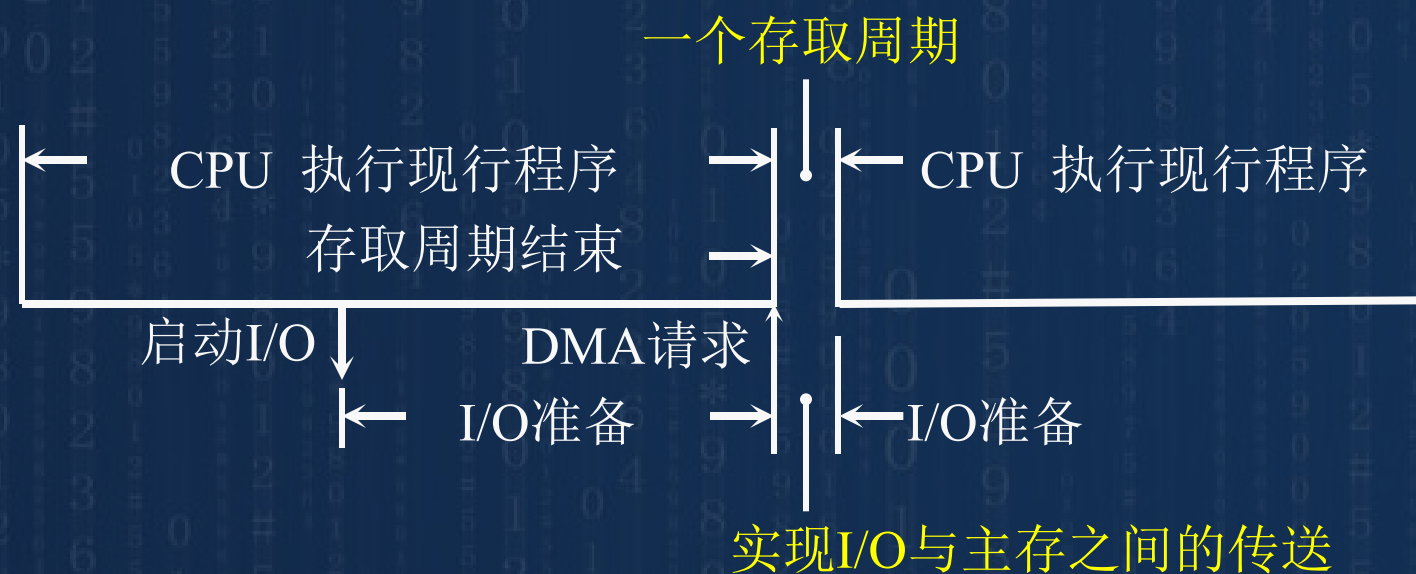 一个存取周期
CPU 执行现行程序
CPU 执行现行程序
存取周期结束
启动I/O
DMA请求
I/O准备
I/O准备
实现I/O与主存之间的传送